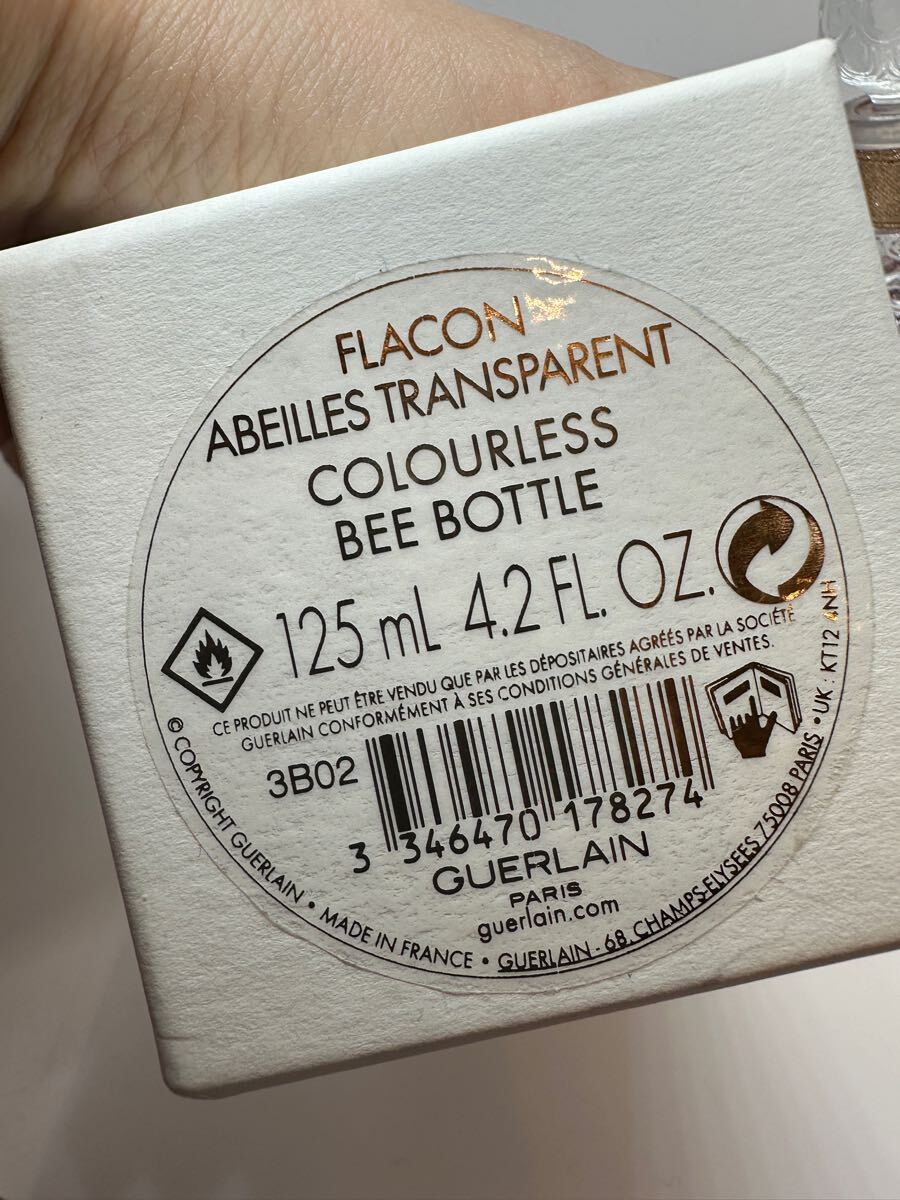 FLACON
ABEILLES TRANSPARENT
COLOURLESS
BEE BOTTLE
125 mL 4.2 FL. OZ.
CE PRODUIT NE PEUT ÊTRE VENDU QUE PAR LES DÉPOSITAIRES AGRÉÉS PAR LA SOCIÉTÉ
GUERLAIN CONFORMÉMENT À SES CONDITIONS GÉNÉRALES DE VENTES.
3B02
3 346470 178274
GUERLAIN
PARIS
guerlain.com
© COPYRIGHT GUERLAIN • MADE IN FRANCE • GUERLAIN - 68, CHAMPS-ELYSEES 75008 PARIS • UK : KT12 4NH